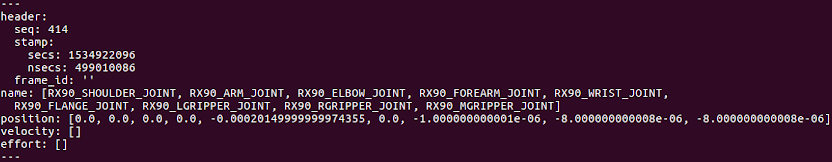 ---
header:
  seq: 414
  stamp:
    secs: 1534922096
    nsecs: 499010086
  frame_id: ''
name: [RX90_SHOULDER_JOINT, RX90_ARM_JOINT, RX90_ELBOW_JOINT, RX90_FOREARM_JOINT, RX90_WRIST_JOINT,
  RX90_FLANGE_JOINT, RX90_LGRIPPER_JOINT, RX90_RGRIPPER_JOINT, RX90_MGRIPPER_JOINT]
position: [0.0, 0.0, 0.0, 0.0, -0.00020149999999974355, 0.0, -1.000000000001e-06, -8.000000000008e-06, -8.000000000008e-06]
velocity: []
effort: []
---